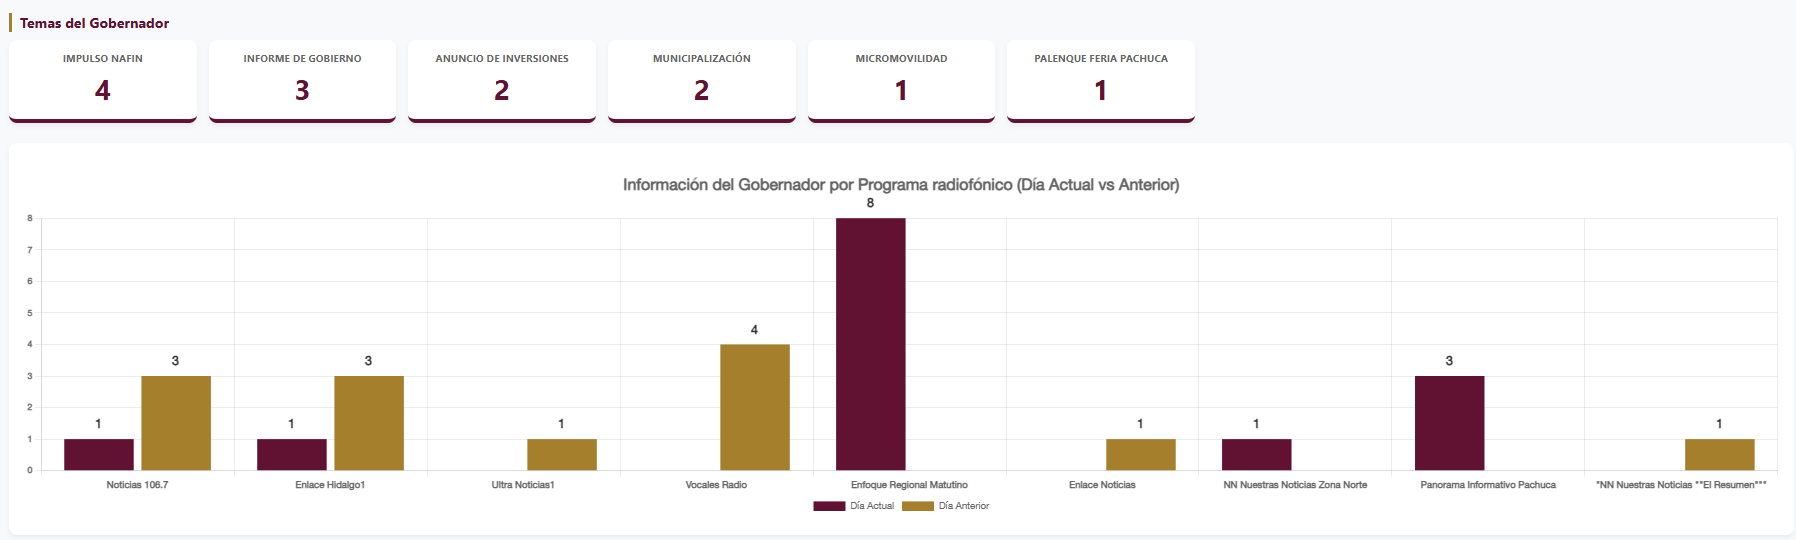 Temas del Gobernador
IMPULSO NAFIN
4
INFORME DE GOBIERNO
3
ANUNCIO DE INVERSIONES
2
MUNICIPALIZACIÓN
2
MICROMOVILIDAD
1
PALENQUE FERIA PACHUCA
1
Información del Gobernador por Programa radiofónico (Día Actual vs Anterior)
8
7
6
5
4
3
2
1
0
1
3
1
3
1
4
8
1
1
3
1
Noticias 106.7
Enlace Hidalgo1
Ultra Noticias1
Vocales Radio
Enfoque Regional Matutino
Enlace Noticias
NN Nuestras Noticias Zona Norte
Panorama Informativo Pachuca
"NN Nuestras Noticias ""El Resumen"""
Día Actual
Día Anterior